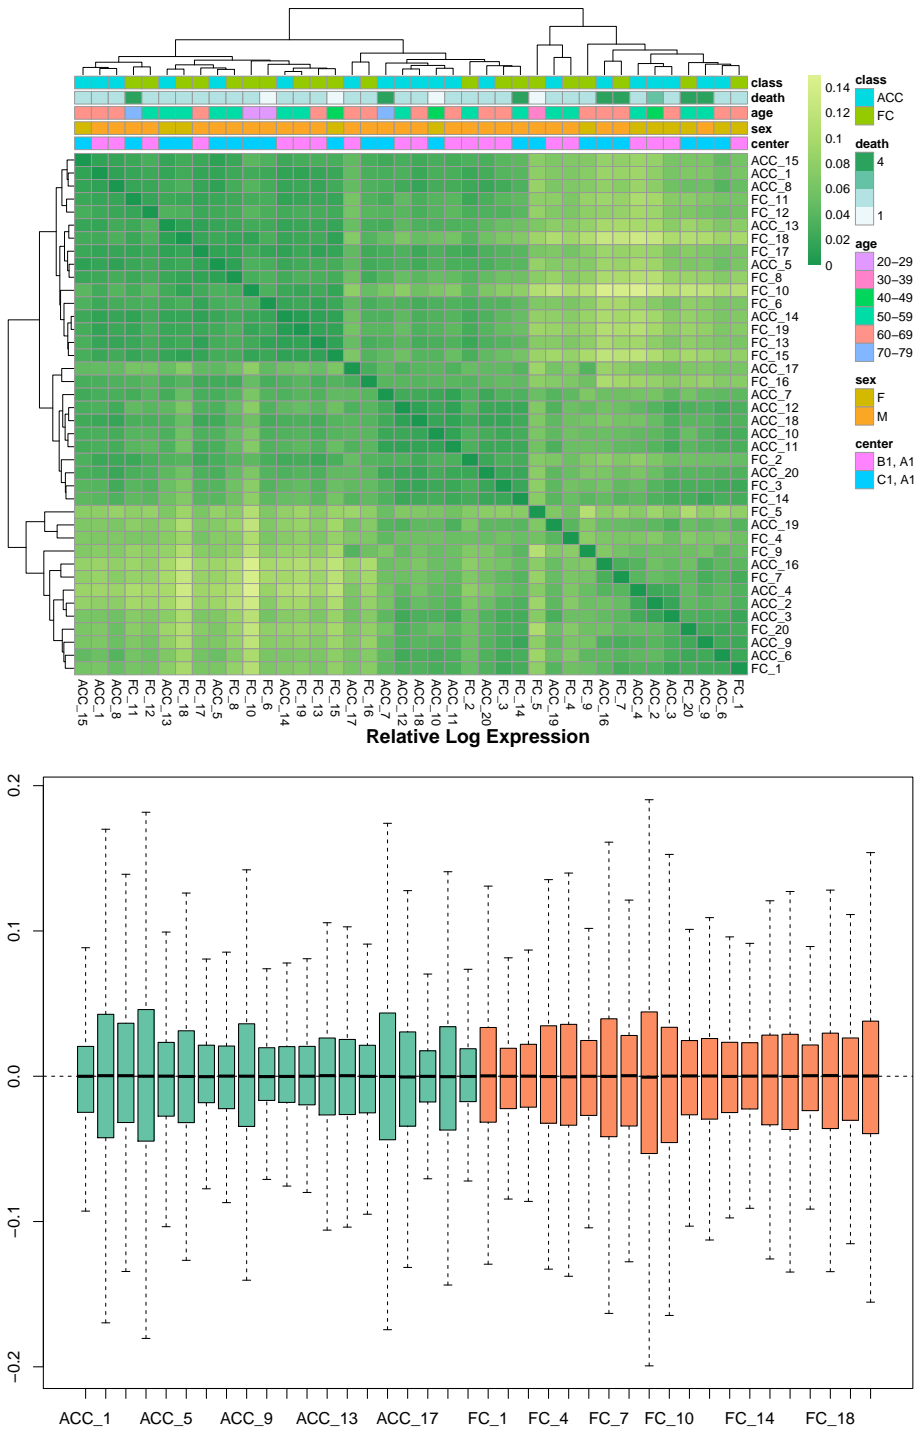 class
death
age
sex
center
ACC_15
ACC_1
ACC_8
FC_11
FC_12
ACC_13
FC_18
FC_17
ACC_5
FC_8
FC_10
FC_6
ACC_14
FC_19
FC_13
FC_15
ACC_17
FC_16
ACC_7
ACC_12
ACC_18
ACC_10
ACC_11
FC_2
ACC_20
FC_3
FC_14
FC_5
ACC_19
FC_4
FC_9
ACC_16
FC_7
ACC_4
ACC_2
ACC_3
FC_20
ACC_9
ACC_6
FC_1
0.14
0.12
0.1
0.08
0.06
0.04
0.02
0
class
ACC
FC
death
4
1
age
20−29
30−39
40−49
50−59
60−69
70−79
sex
F
M
center
B1, A1
C1, A1
ACC_15
ACC_1
ACC_8
FC_11
FC_12
ACC_13
FC_18
FC_17
ACC_5
FC_8
FC_10
FC_6
ACC_14
FC_19
FC_13
FC_15
ACC_17
FC_16
ACC_7
ACC_12
ACC_18
ACC_10
ACC_11
FC_2
ACC_20
FC_3
FC_14
FC_5
ACC_19
FC_4
FC_9
ACC_16
FC_7
ACC_4
ACC_2
ACC_3
FC_20
ACC_9
ACC_6
FC_1
Relative Log Expression
0.2
0.1
0.0
−0.1
−0.2
ACC_1 ACC_5 ACC_9 ACC_13 ACC_17 FC_1 FC_4 FC_7 FC_10 FC_14 FC_18